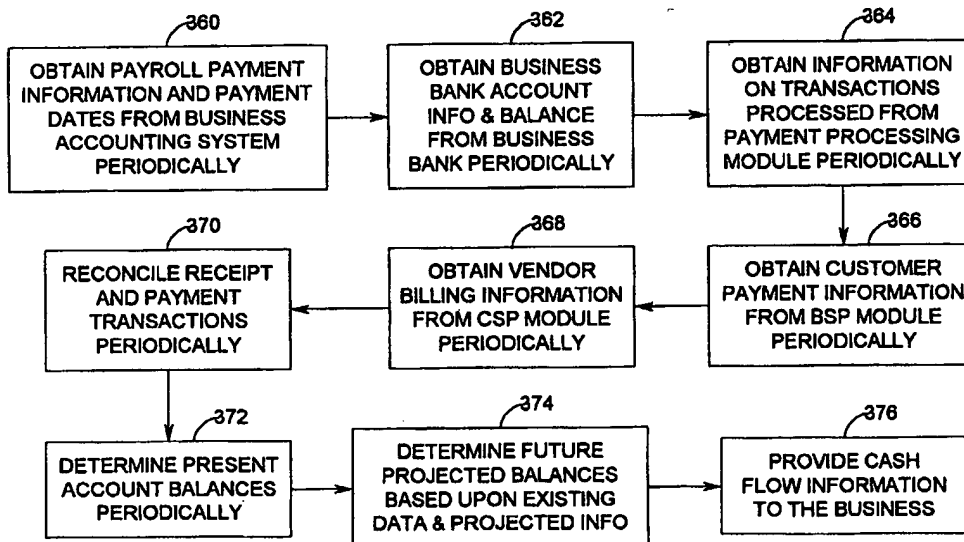 360
OBTAIN PAYROLL PAYMENT
INFORMATION AND PAYMENT
DATES FROM BUSINESS
ACCOUNTING SYSTEM
PERIODICALLY
362
OBTAIN BUSINESS
BANK ACCOUNT
INFO & BALANCE
FROM BUSINESS
BANK PERIODICALLY
364
OBTAIN INFORMATION
ON TRANSACTIONS
PROCESSED FROM
PAYMENT PROCESSING
MODULE PERIODICALLY
366
OBTAIN CUSTOMER
PAYMENT INFORMATION
FROM BSP MODULE
PERIODICALLY
368
OBTAIN VENDOR
BILLING INFORMATION
FROM CSP MODULE
PERIODICALLY
370
RECONCILE RECEIPT
AND PAYMENT
TRANSACTIONS
PERIODICALLY
372
DETERMINE PRESENT
ACCOUNT BALANCES
PERIODICALLY
374
DETERMINE FUTURE
PROJECTED BALANCES
BASED UPON EXISTING
DATA & PROJECTED INFO
376
PROVIDE CASH
FLOW INFORMATION
TO THE BUSINESS